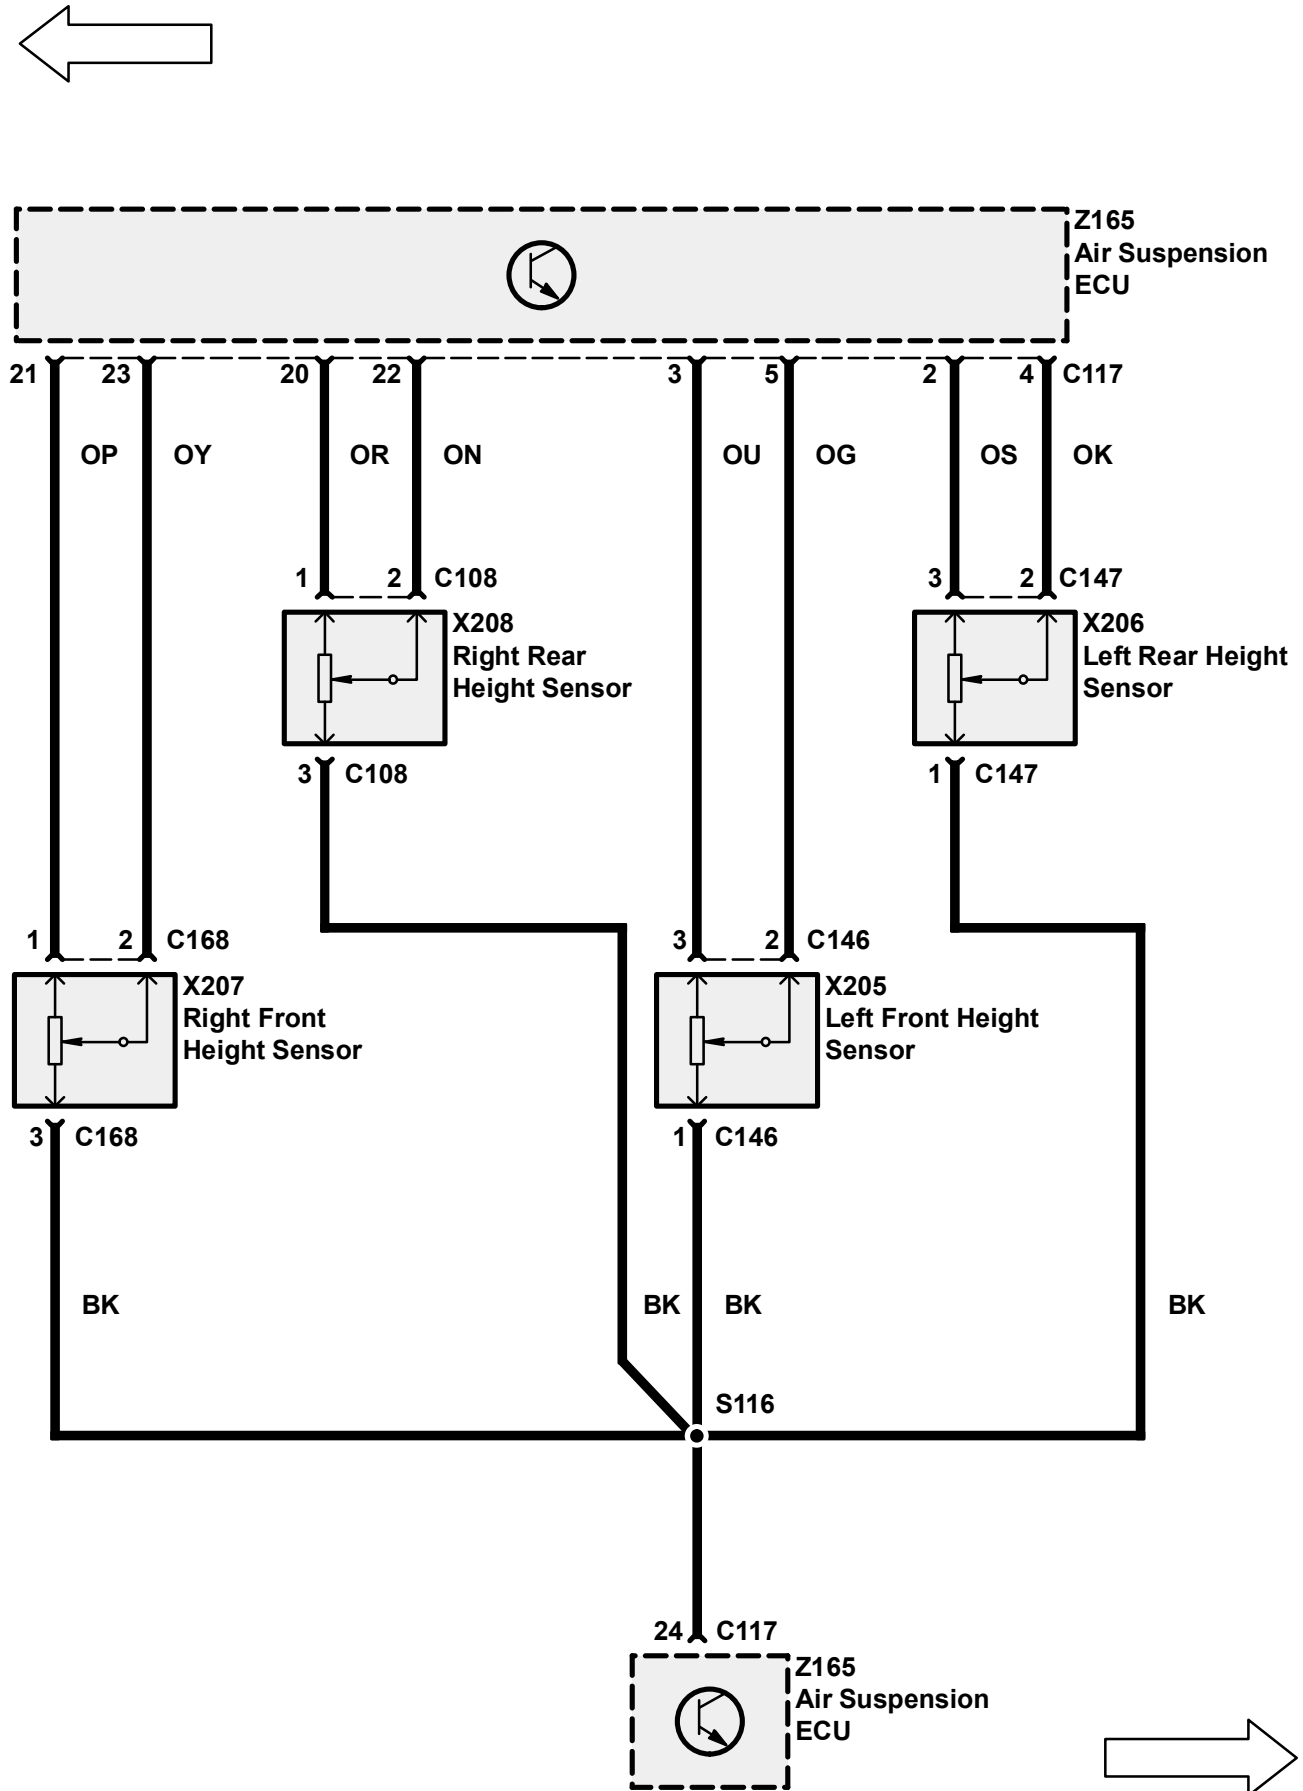 Z165
Air Suspension
ECU
21 23 20 22 3 5 2 4 C117
OP OY OR ON OU OG OS OK
1 2 C108
3 2 C147
X208
Right Rear
Height Sensor
X206
Left Rear Height
Sensor
3 C108
1 C147
1 2 C168
3 2 C146
X207
Right Front
Height Sensor
X205
Left Front Height
Sensor
3 C168
1 C146
BK BK BK BK
S116
24 C117
Z165
Air Suspension
ECU